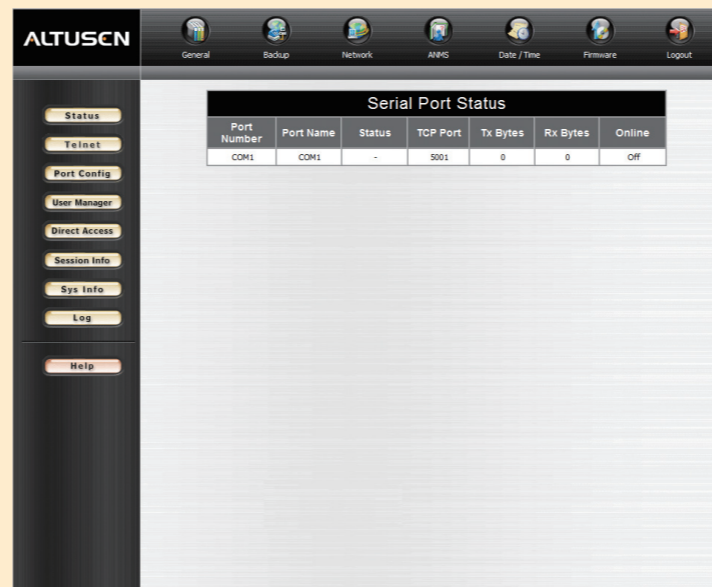 ALTUSEN
General Backup Network ANMS Date / Time Firmware Logout
Status
Telnet
Port Config
User Manager
Direct Access
Session Info
Sys Info
Log
Help
Serial Port Status
Port Number Port Name Status TCP Port Tx Bytes Rx Bytes Online
COM1 COM1 - 5001 0 0 Off